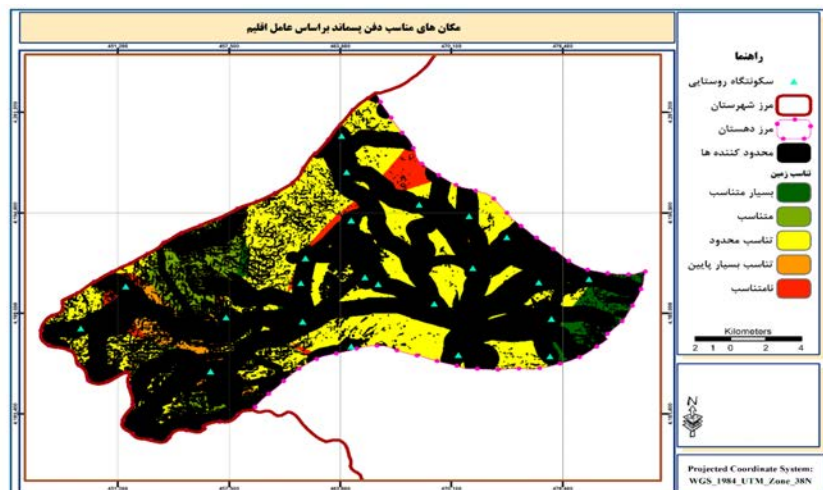 مکان های مناسب دفن پسماند براساس عامل اقلیم
راهنما
سکونتگاه روستایی
مرز شهرستان
مرز دهستان
محدود کننده ها
تناسب زمین
بسیار متناسب
متناسب
تناسب محدود
تناسب بسیار پایین
نامتناسب
Kilometers
2 1 0 2 4
N
Projected Coordinate System:
WGS_1984_UTM_Zone_38N